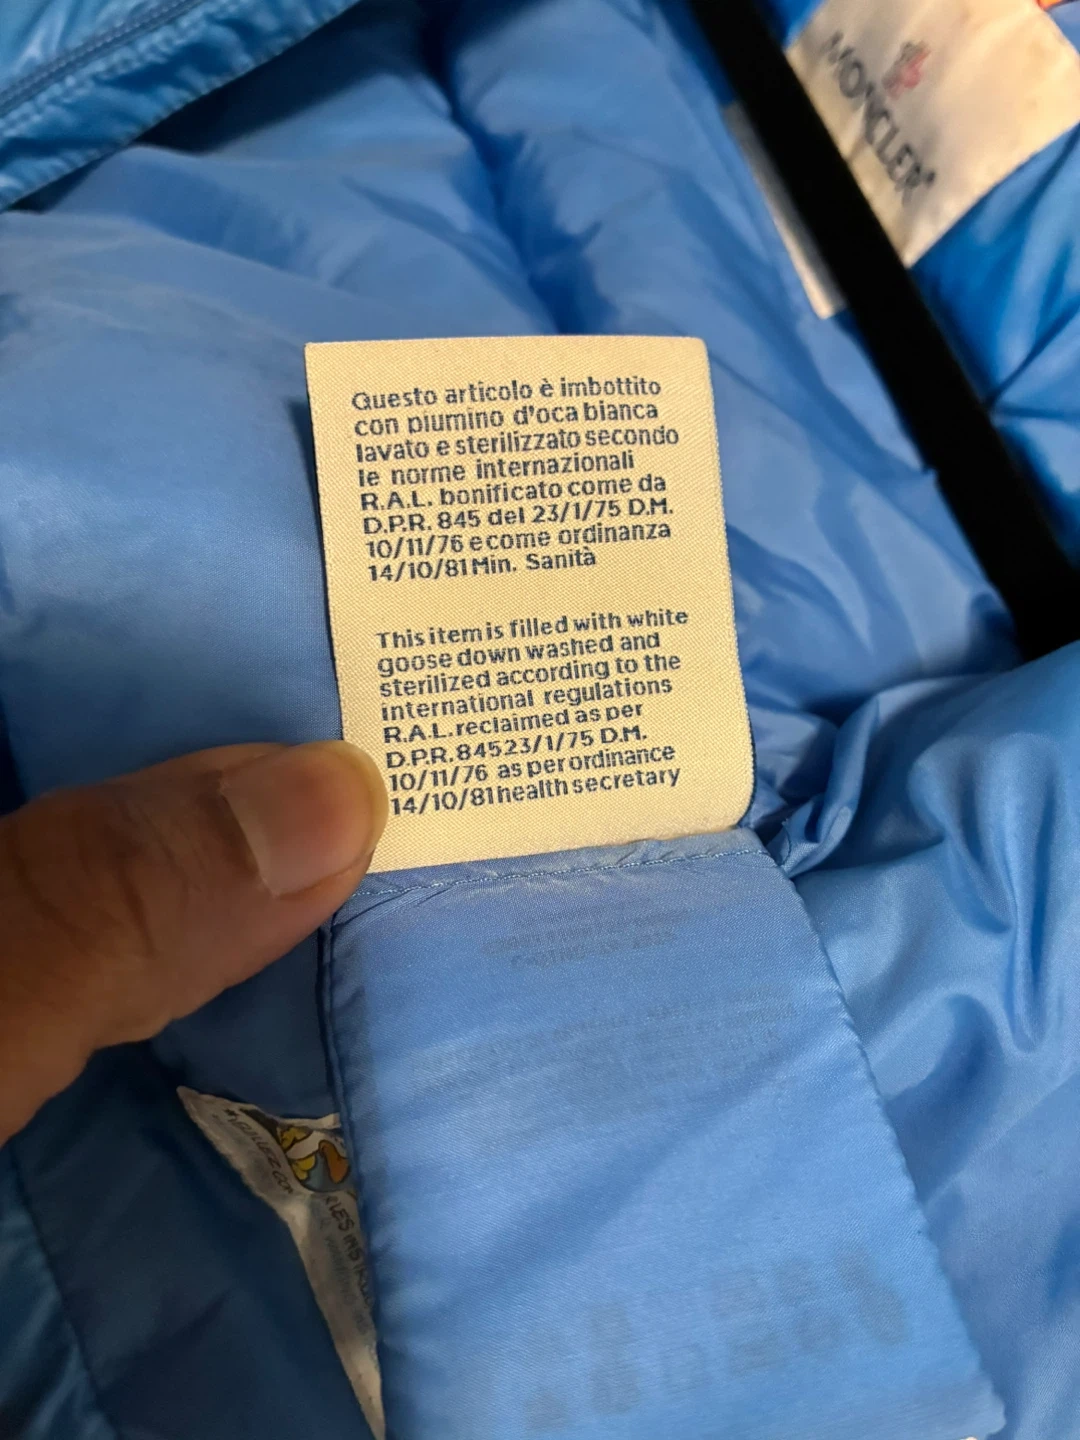 MONCLER
Questo articolo è imbottito
con piumino d'oca bianca
lavato e sterilizzato secondo
le norme internazionali
R.A.L. bonificato come da
D.P.R. 845 del 23/1/75 D.M.
10/11/76 e come ordinanza
14/10/81 Min. Sanità
This item is filled with white
goose down washed and
sterilized according to the
international regulations
R.A.L. reclaimed as per
D.P.R. 845 23/1/75 D.M.
10/11/76 as per ordinance
14/10/81 health secretary